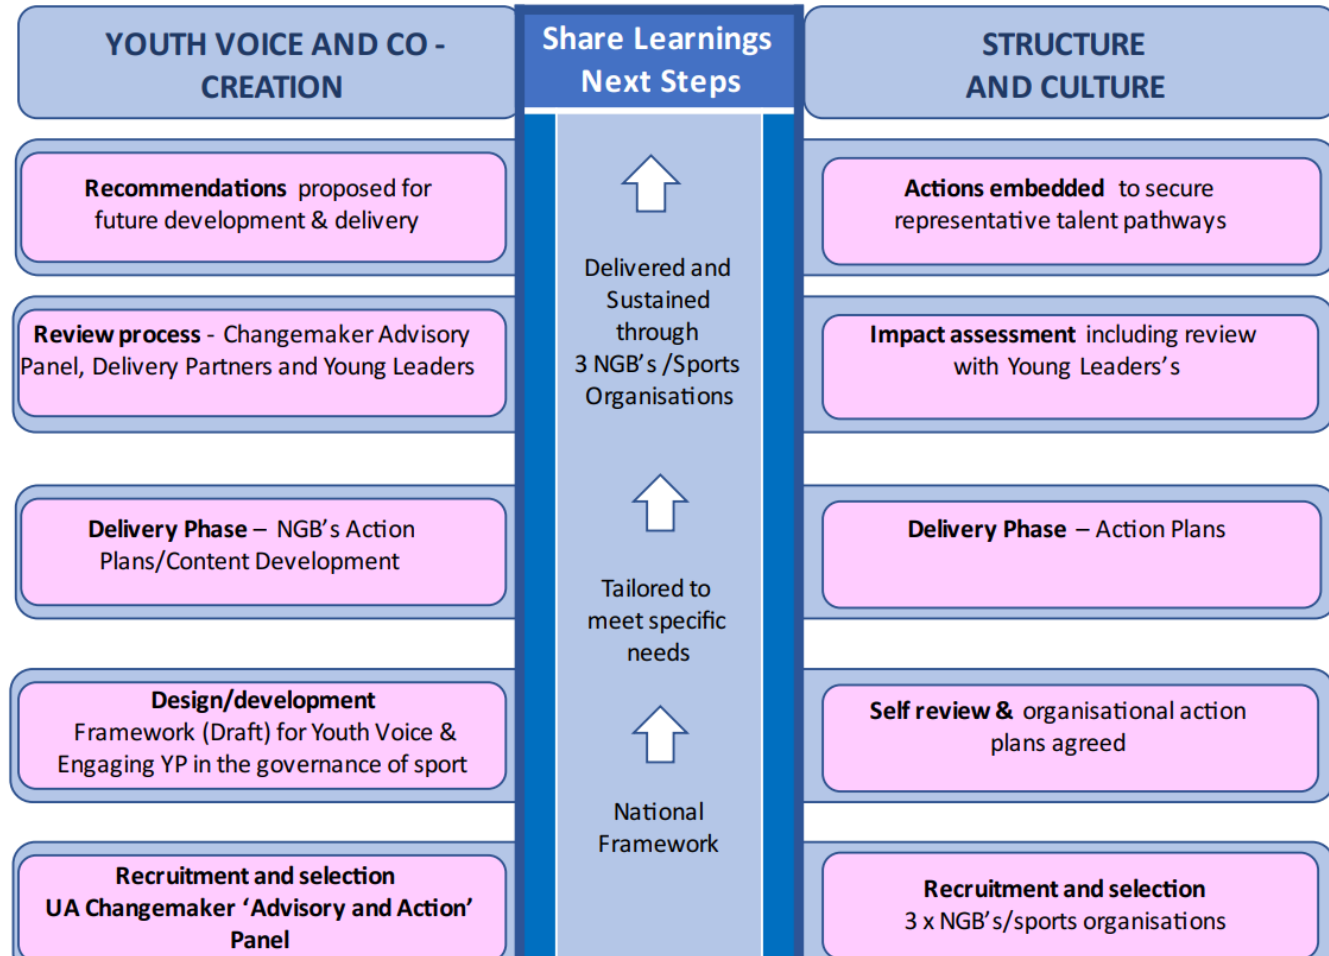 YOUTH VOICE AND CO -
CREATION
Share Learnings
Next Steps
STRUCTURE
AND CULTURE
Recommendations proposed for
future development & delivery
Review process - Changemaker Advisory
Panel, Delivery Partners and Young Leaders
Delivery Phase – NGB’s Action
Plans/Content Development
Design/development
Framework (Draft) for Youth Voice &
Engaging YP in the governance of sport
Recruitment and selection
UA Changemaker ‘Advisory and Action’
Panel
Delivered and
Sustained
through
3 NGB’s /Sports
Organisations
Tailored to
meet specific
needs
National
Framework
Actions embedded to secure
representative talent pathways
Impact assessment including review
with Young Leaders’s
Delivery Phase – Action Plans
Self review & organisational action
plans agreed
Recruitment and selection
3 x NGB’s/sports organisations